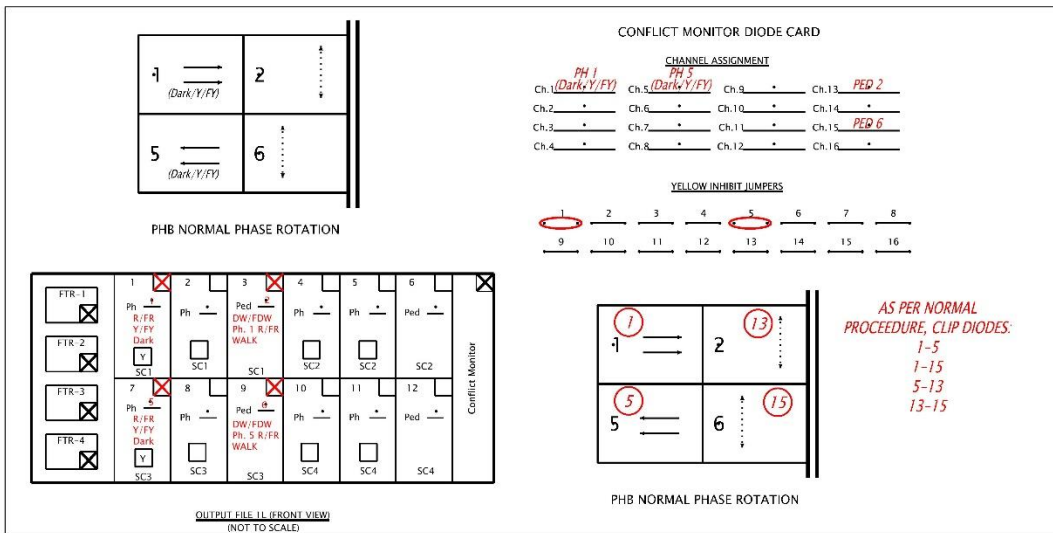 1
(Dark/Y/FY)
2
5
(Dark/Y/FY)
6
PHB NORMAL PHASE ROTATION
CONFLICT MONITOR DIODE CARD
CHANNEL ASSIGNMENT
Ch.1 PH 1 (Dark/Y/FY)
Ch.5 PH 5 (Dark/Y/FY)
Ch.9
Ch.13 PED 2
Ch.2
Ch.6
Ch.10
Ch.14
Ch.3
Ch.7
Ch.11
Ch.15 PED 6
Ch.4
Ch.8
Ch.12
Ch.16
YELLOW INHIBIT JUMPERS
1 2 3 4 5 6 7 8
9 10 11 12 13 14 15 16
FTR-1
FTR-2
FTR-3
FTR-4
1
Ph 1
R/FR
Y/FY
Dark
Y
SC1
2
Ph
SC1
3
Ped 2
DW/FDW
Ph. 1 R/FR
WALK
SC1
4
Ph
SC2
5
Ph
SC2
6
Ped
SC2
7
Ph 5
R/FR
Y/FY
Dark
Y
SC3
8
Ph
SC3
9
Ped 6
DW/FDW
Ph. 5 R/FR
WALK
SC3
10
Ph
SC4
11
Ph
SC4
12
Ped
SC4
Conflict Monitor
OUTPUT FILE 1L (FRONT VIEW)
(NOT TO SCALE)
1
1
13
2
5
5
15
6
PHB NORMAL PHASE ROTATION
AS PER NORMAL
PROCEEDURE, CLIP DIODES:
1-5
1-15
5-13
13-15